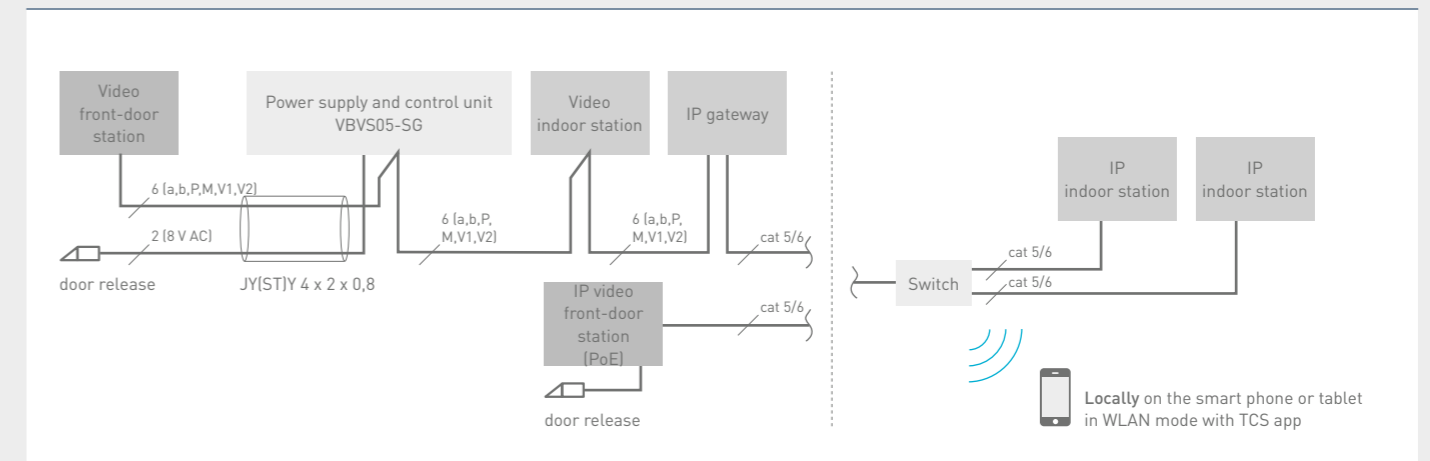 Video
front-door
station
Power supply and control unit
VBVS05-SG
Video
indoor station
IP gateway
6 (a,b,P,M,V1,V2)
2 (8 V AC)
door release
JY(ST)Y 4 x 2 x 0,8
6 (a,b,P,
M,V1,V2)
6 (a,b,P,
M,V1,V2)
cat 5/6
IP video
front-door
station
(PoE)
cat 5/6
door release
IP
indoor station
IP
indoor station
Switch
cat 5/6
cat 5/6
Locally on the smart phone or tablet
in WLAN mode with TCS app